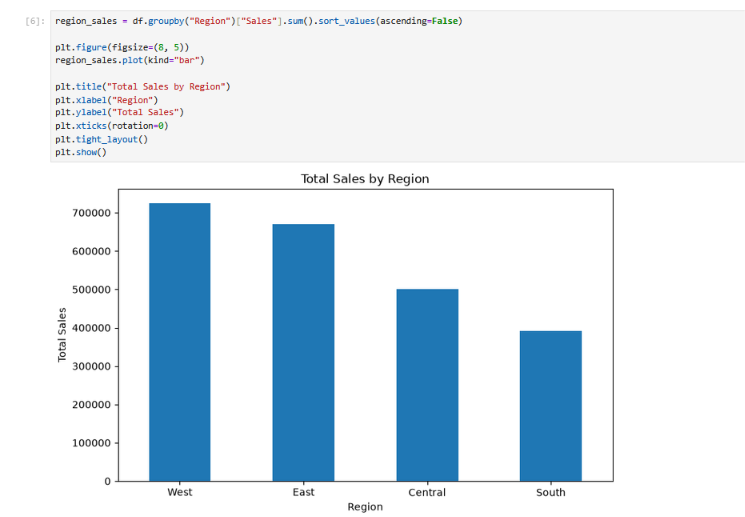 [6]: region_sales = df.groupby("Region")["Sales"].sum().sort_values(ascending=False)
plt.figure(figsize=(8, 5))
region_sales.plot(kind="bar")
plt.title("Total Sales by Region")
plt.xlabel("Region")
plt.ylabel("Total Sales")
plt.xticks(rotation=0)
plt.tight_layout()
plt.show()
Total Sales by Region
700000
600000
500000
400000
300000
200000
100000
0
Total Sales
West East Central South
Region